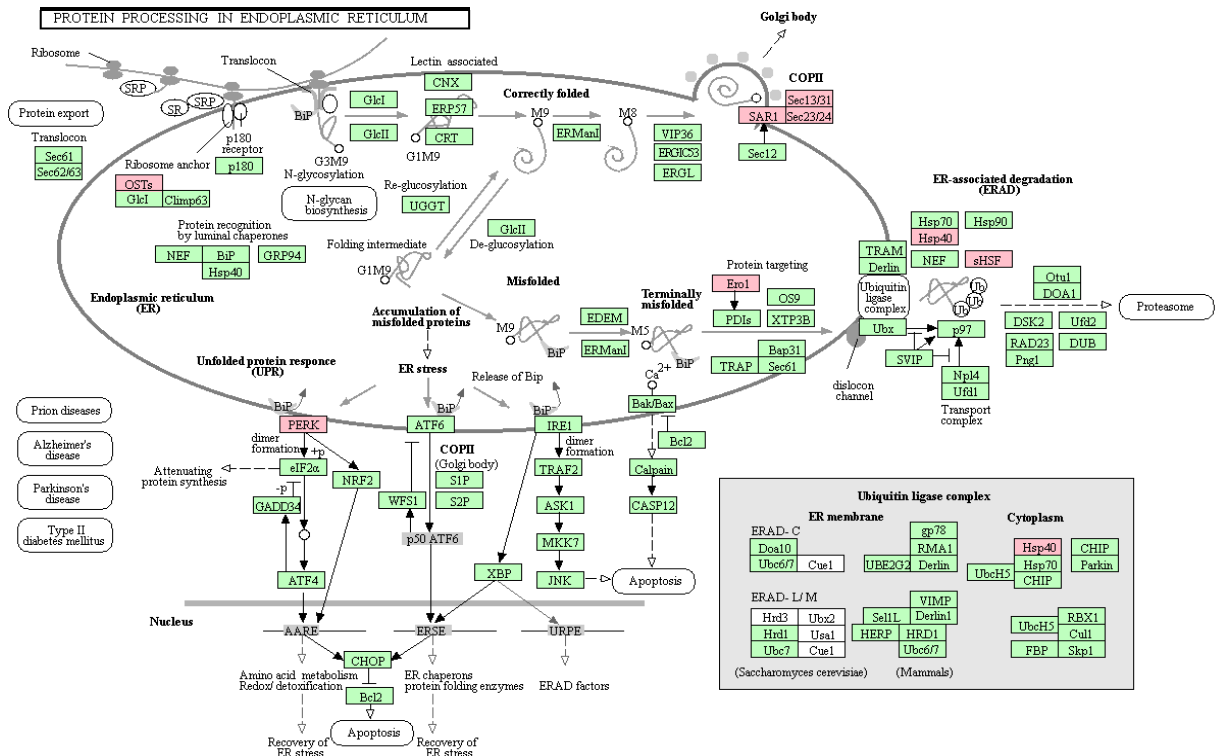 PROTEIN PROCESSING IN ENDOPLASMIC RETICULUM
Golgi body
Ribosome
SRP
SR
SRP
Translocon
BiP
Lectin associated
CNX
GlcI
ERP57
GlcII
CRT
G3M9
G1M9
N-glycosylation
N-glycan
biosynthesis
Correctly folded
M9
M8
ERManI
VIP36
ERGIC53
ERGL
COPII
Sec13/31
SAR1
Sec23/24
Sec12
Protein export
Translocon
Sec61
Sec62/63
p180
receptor
Ribosome anchor
p180
OSTs
GlcI
Climp63
Re-glucosylation
UGGT
GlcII
De-glucosylation
Protein recognition
by luminal chaperones
NEF
BiP
GRP94
Hsp40
Folding intermediate
G1M9
Endoplasmic reticulum
(ER)
Accumulation of
misfolded proteins
Misfolded
M9
BiP
EDEM
ERManI
Terminally
misfolded
M5
BiP
Protein targeting
Ero1
OS9
PDIs
XTP3B
Bap31
TRAP
Sec61
ER-associated degradation
(ERAD)
Hsp70
Hsp90
Hsp40
TRAM
NEF
sHSF
Derlin
Ubiquitin
ligase
complex
Ub
Ub
Ub
Otu1
DOA1
Proteasome
Ubx
p97
DSK2
Ufd2
RAD23
DUB
Png1
SVIP
Npl4
Ufd1
Transport
complex
dislocon
channel
Unfolded protein responce
(UPR)
ER stress
Release of Bip
Ca2+
BiP
BiP
BiP
PERK
ATF6
IRE1
Bak/Bax
Bcl2
Prion diseases
Alzheimer's
disease
Parkinson's
disease
Type II
diabetes mellitus
dimer
formation
+p
eIF2α
Attenuating
protein synthesis
-p
GADD34
NRF2
ATF4
COPII
(Golgi body)
S1P
S2P
WFS1
p50 ATF6
dimer
formation
TRAF2
ASK1
MKK7
JNK
XBP
Calpain
CASP12
Apoptosis
Nucleus
AARE
ERSE
URPE
CHOP
Amino acid metabolism
Redox/ detoxification
ER chaperons
protein folding enzymes
ERAD factors
Bcl2
Apoptosis
Recovery of
ER stress
Recovery of
ER stress
Ubiquitin ligase complex
ER membrane
Cytoplasm
ERAD- C
Doa10
Ubc6/7
Cue1
gp78
RMA1
UBE2G2
Derlin
Hsp40
CHIP
Hsp70
Parkin
UbcH5
CHIP
ERAD- L/ M
Hrd3
Ubx2
Hrd1
Usa1
Ubc7
Cue1
VIMP
Sel1L
Derlin1
HERP
HRD1
Ubc6/7
RBX1
UbcH5
Cul1
FBP
Skp1
(Saccharomyces cerevisiae)
(Mammals)